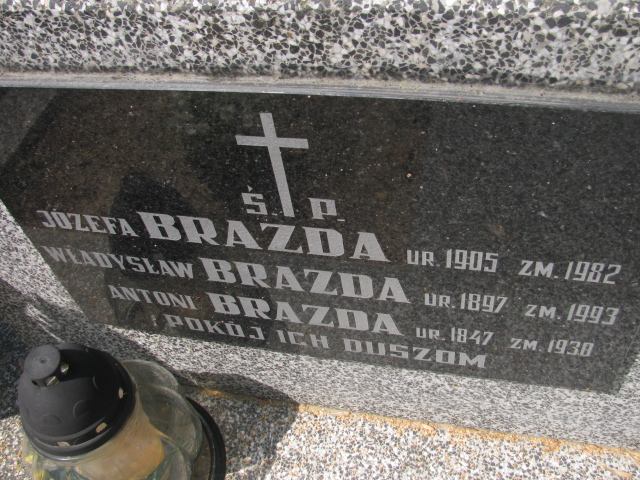 Ś. P.
JÓZEFA BRAZDA UR. 1905 ZM. 1982
WŁADYSŁAW BRAZDA UR. 1897 ZM. 1993
ANTONI BRAZDA UR. 1847 ZM. 1930
POKÓJ ICH DUSZOM